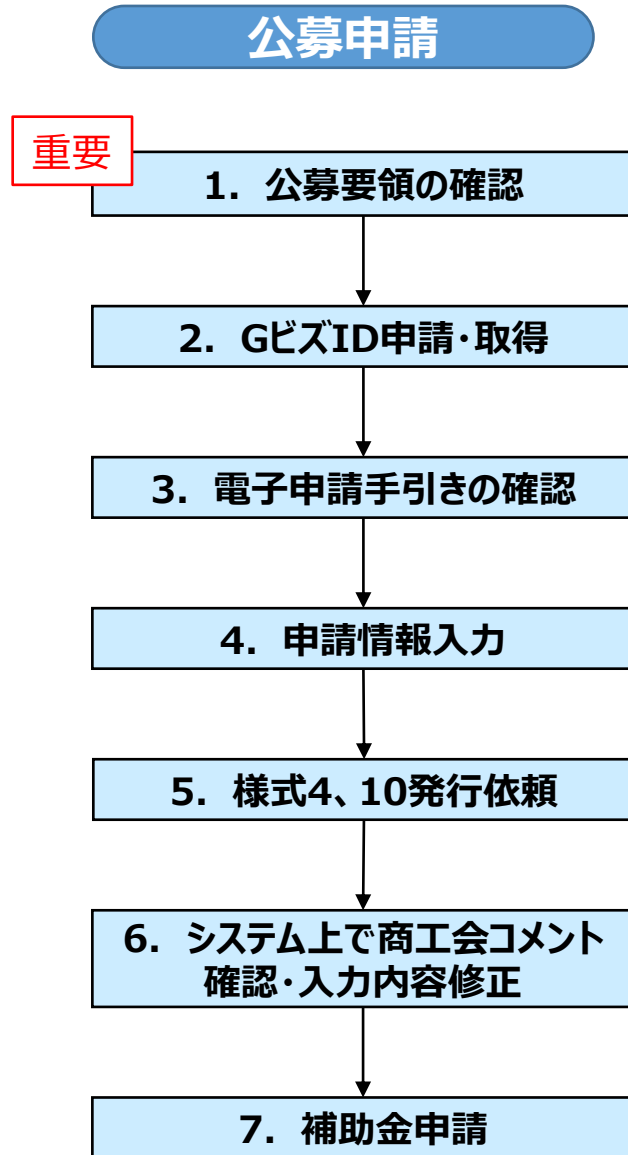 公募申請
重要
1. 公募要領の確認
2. GビズID申請・取得
3. 電子申請手引きの確認
4. 申請情報入力
5. 様式4、10発行依頼
6. システム上で商工会コメント
確認・入力内容修正
7. 補助金申請